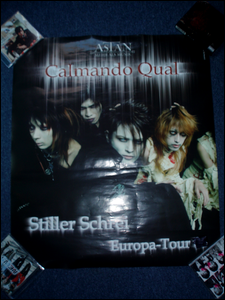 ASIAN
Calmando Qual
Stiller Schrei
Europa-Tour